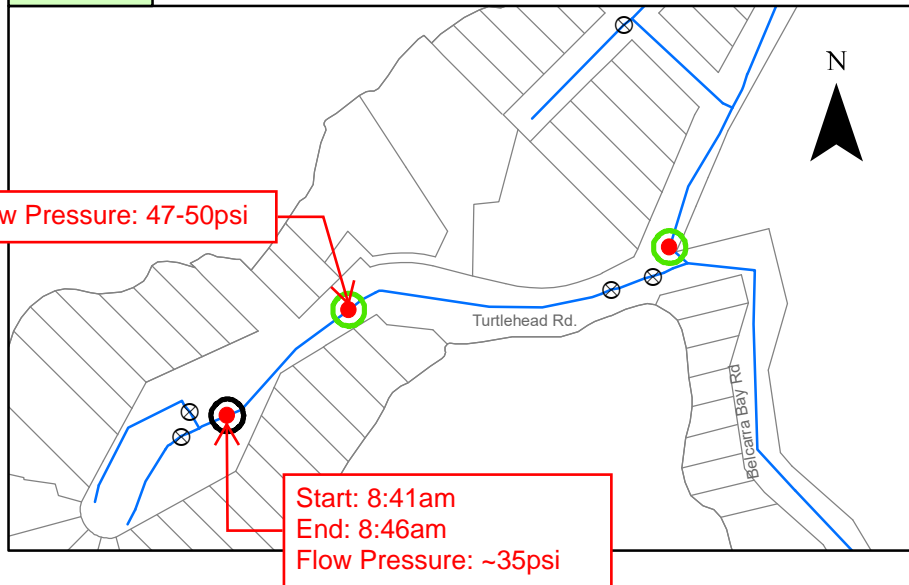 N
w Pressure: 47-50psi
Turtlehead Rd.
Belcarra Bay Rd
Start: 8:41am
End: 8:46am
Flow Pressure: ~35psi